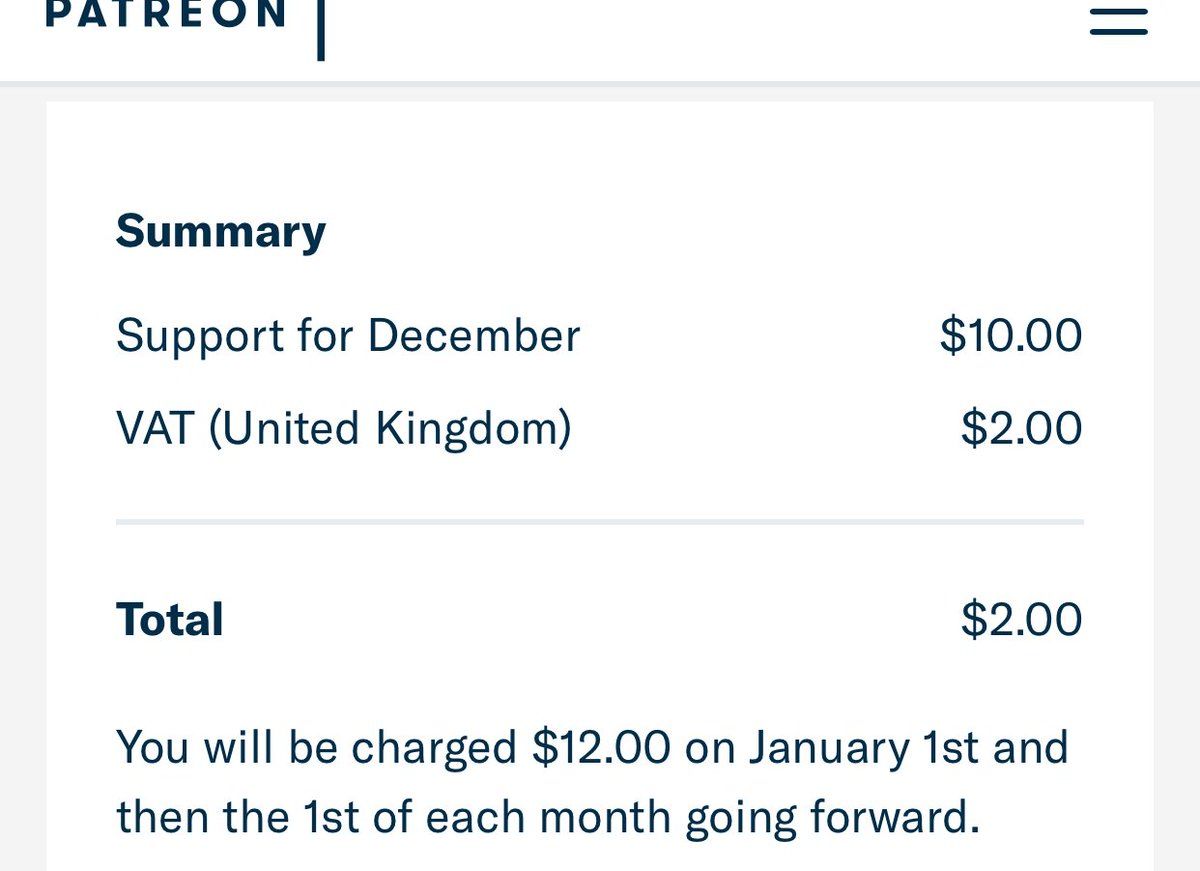 PATREON
Summary
Support for December $10.00
VAT (United Kingdom) $2.00
Total $2.00
You will be charged $12.00 on January 1st and
then the 1st of each month going forward.